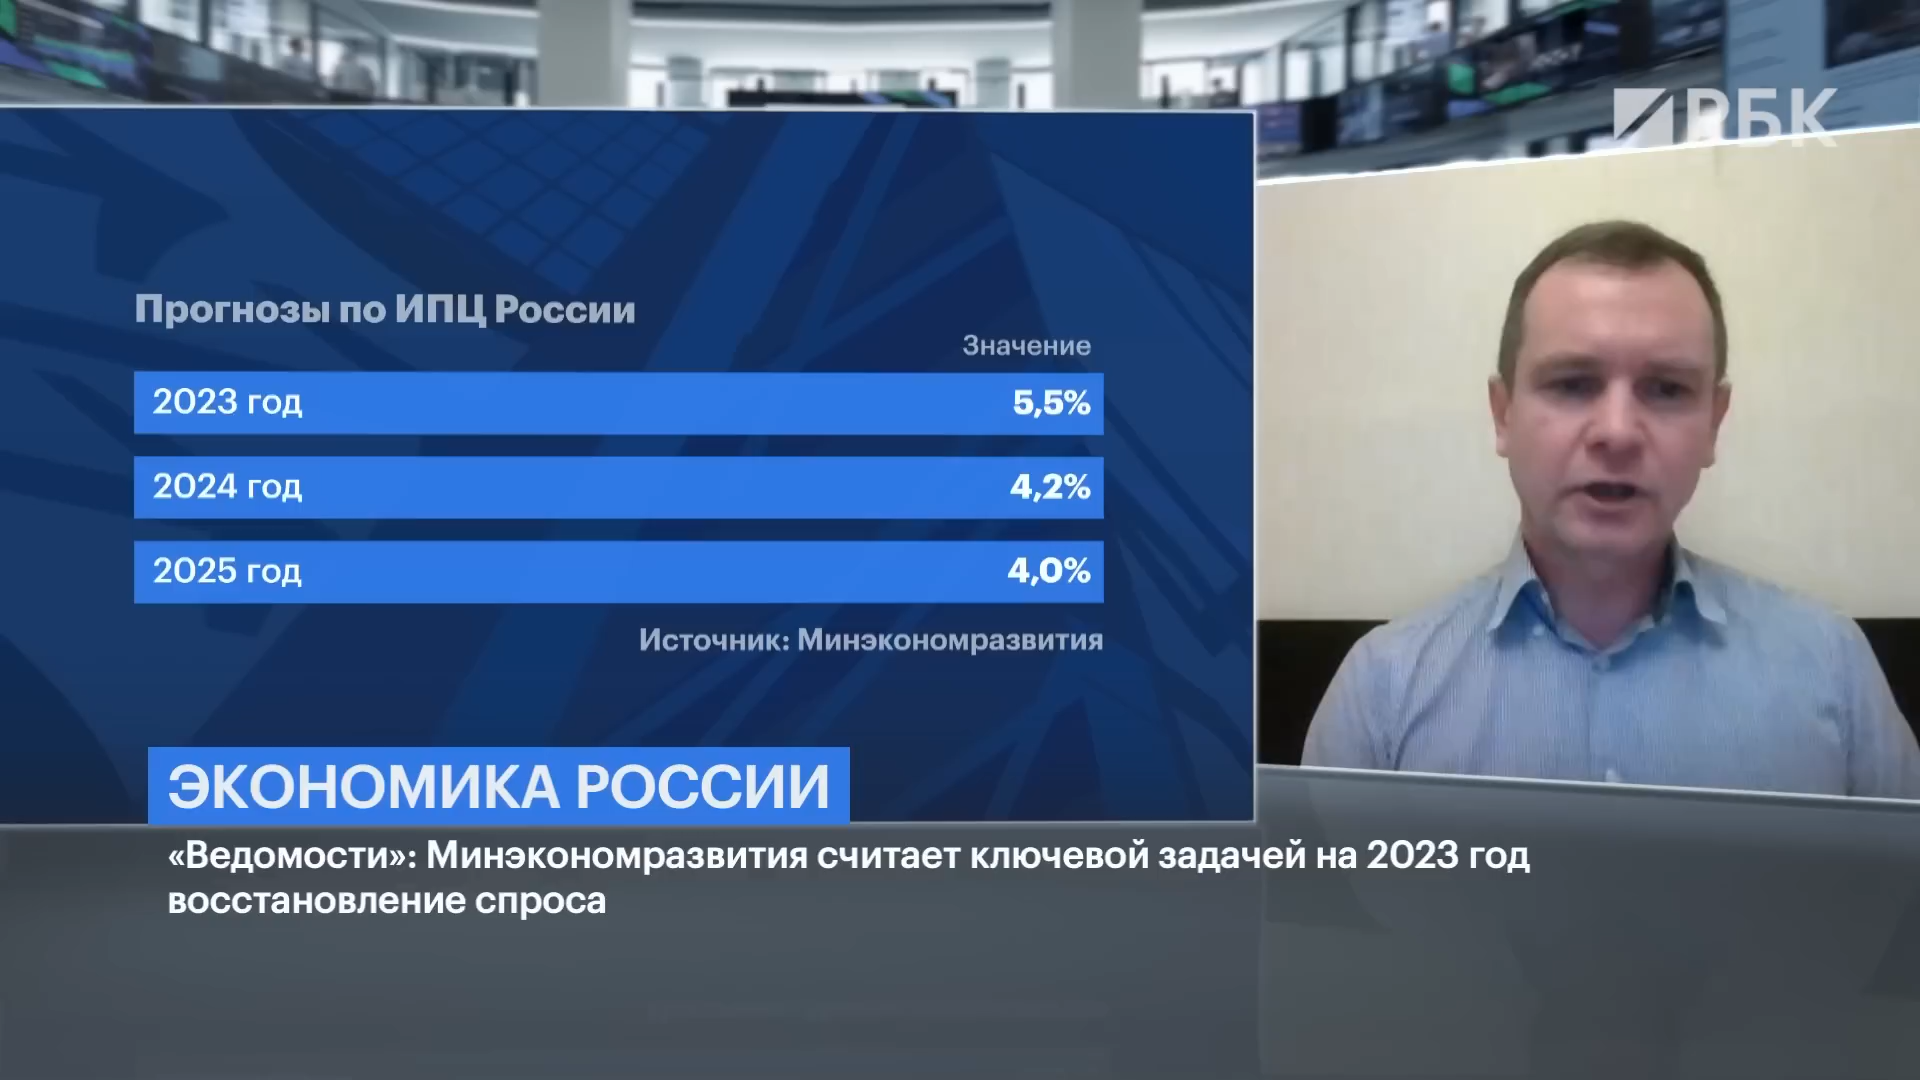 РБК
Прогнозы по ИПЦ России
Значение
2023 год 5,5%
2024 год 4,2%
2025 год 4,0%
Источник: Минэкономразвития
ЭКОНОМИКА РОССИИ
«Ведомости»: Минэкономразвития считает ключевой задачей на 2023 год
восстановление спроса